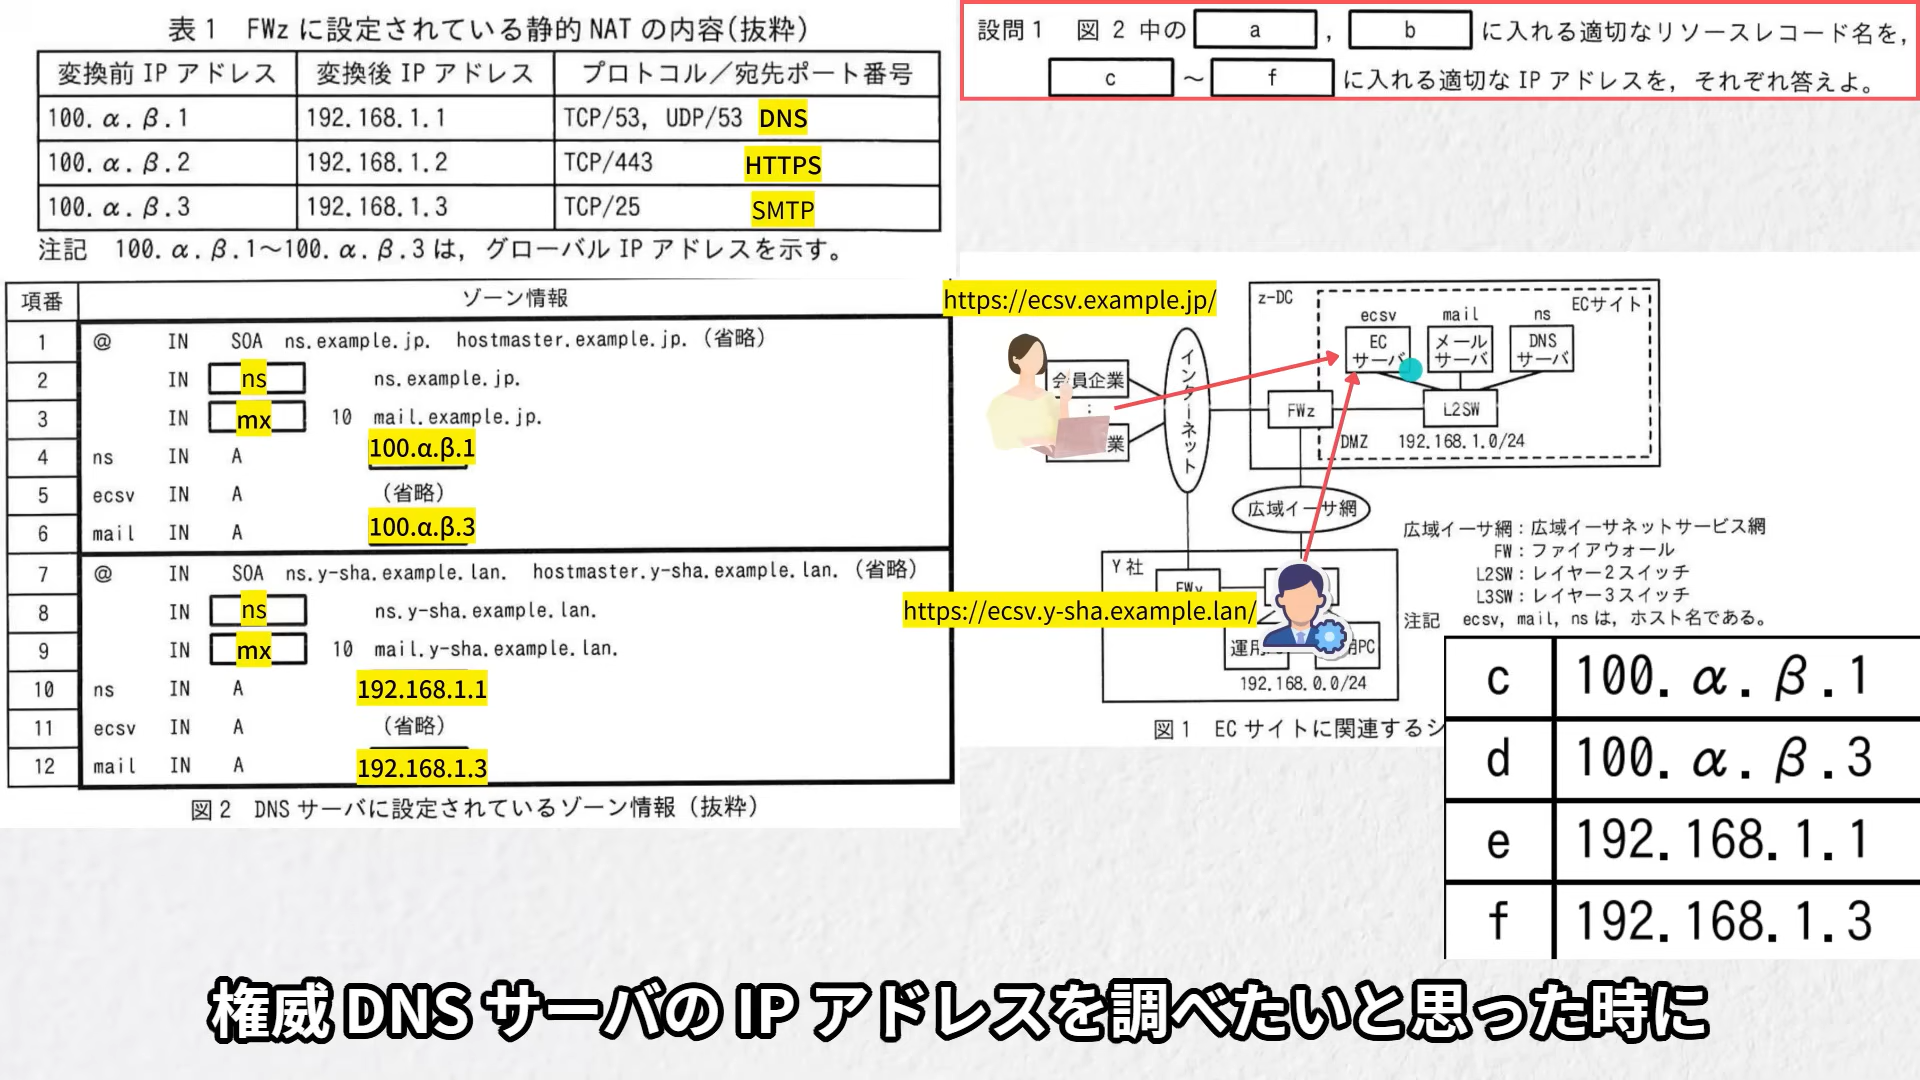 表1 FWzに設定されている静的NATの内容(抜粋)
変換前IPアドレス 変換後IPアドレス プロトコル/宛先ポート番号
100.α.β.1 192.168.1.1 TCP/53, UDP/53 DNS
100.α.β.2 192.168.1.2 TCP/443 HTTPS
100.α.β.3 192.168.1.3 TCP/25 SMTP
注記 100.α.β.1~100.α.β.3は,グローバルIPアドレスを示す。
項番 ゾーン情報
1 @ IN SOA ns.example.jp. hostmaster.example.jp.(省略)
2 IN ns ns.example.jp.
3 IN mx 10 mail.example.jp.
4 ns IN A 100.α.β.1
5 ecsv IN A (省略)
6 mail IN A 100.α.β.3
7 @ IN SOA ns.y-sha.example.lan. hostmaster.y-sha.example.lan.(省略)
8 IN ns ns.y-sha.example.lan.
9 IN mx 10 mail.y-sha.example.lan.
10 ns IN A 192.168.1.1
11 ecsv IN A (省略)
12 mail IN A 192.168.1.3
図2 DNSサーバに設定されているゾーン情報(抜粋)
設問1 図2中の a , b に入れる適切なリソースレコード名を,
c ~ f に入れる適切なIPアドレスを,それぞれ答えよ。
https://ecsv.example.jp/
z-DC
ECサイト
ecsv mail ns
EC
サーバ
メール
サーバ
DNS
サーバ
会員企業
:
業
インターネット
FWz
L2SW
DMZ 192.168.1.0/24
広域イーサ網
Y社
FWy
https://ecsv.y-sha.example.lan/
運用
用PC
192.168.0.0/24
広域イーサ網:広域イーサネットサービス網
FW:ファイアウォール
L2SW:レイヤー2スイッチ
L3SW:レイヤー3スイッチ
注記 ecsv, mail, nsは,ホスト名である。
図1 ECサイトに関連するシ
c 100.α.β.1
d 100.α.β.3
e 192.168.1.1
f 192.168.1.3
権威DNSサーバのIPアドレスを調べたいと思った時に